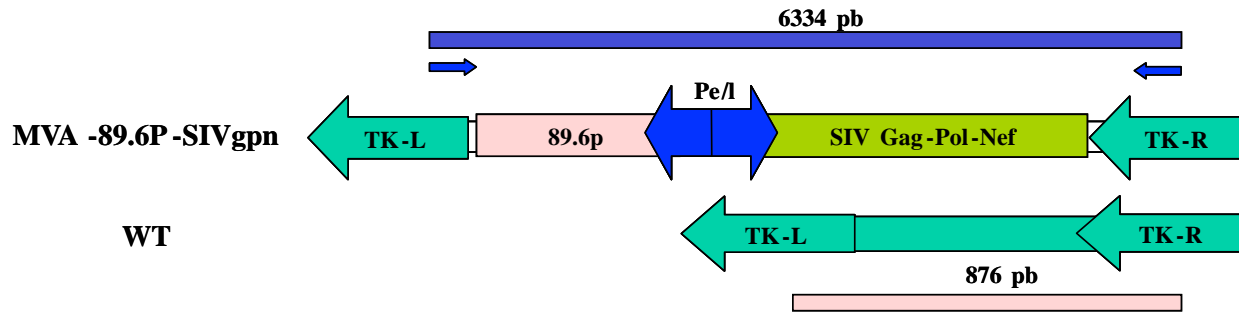 6334 pb
Pe/l
MVA -89.6P -SIVgpn
TK -L
89.6p
SIV Gag -Pol -Nef
TK -R
WT
TK -L
TK -R
876 pb